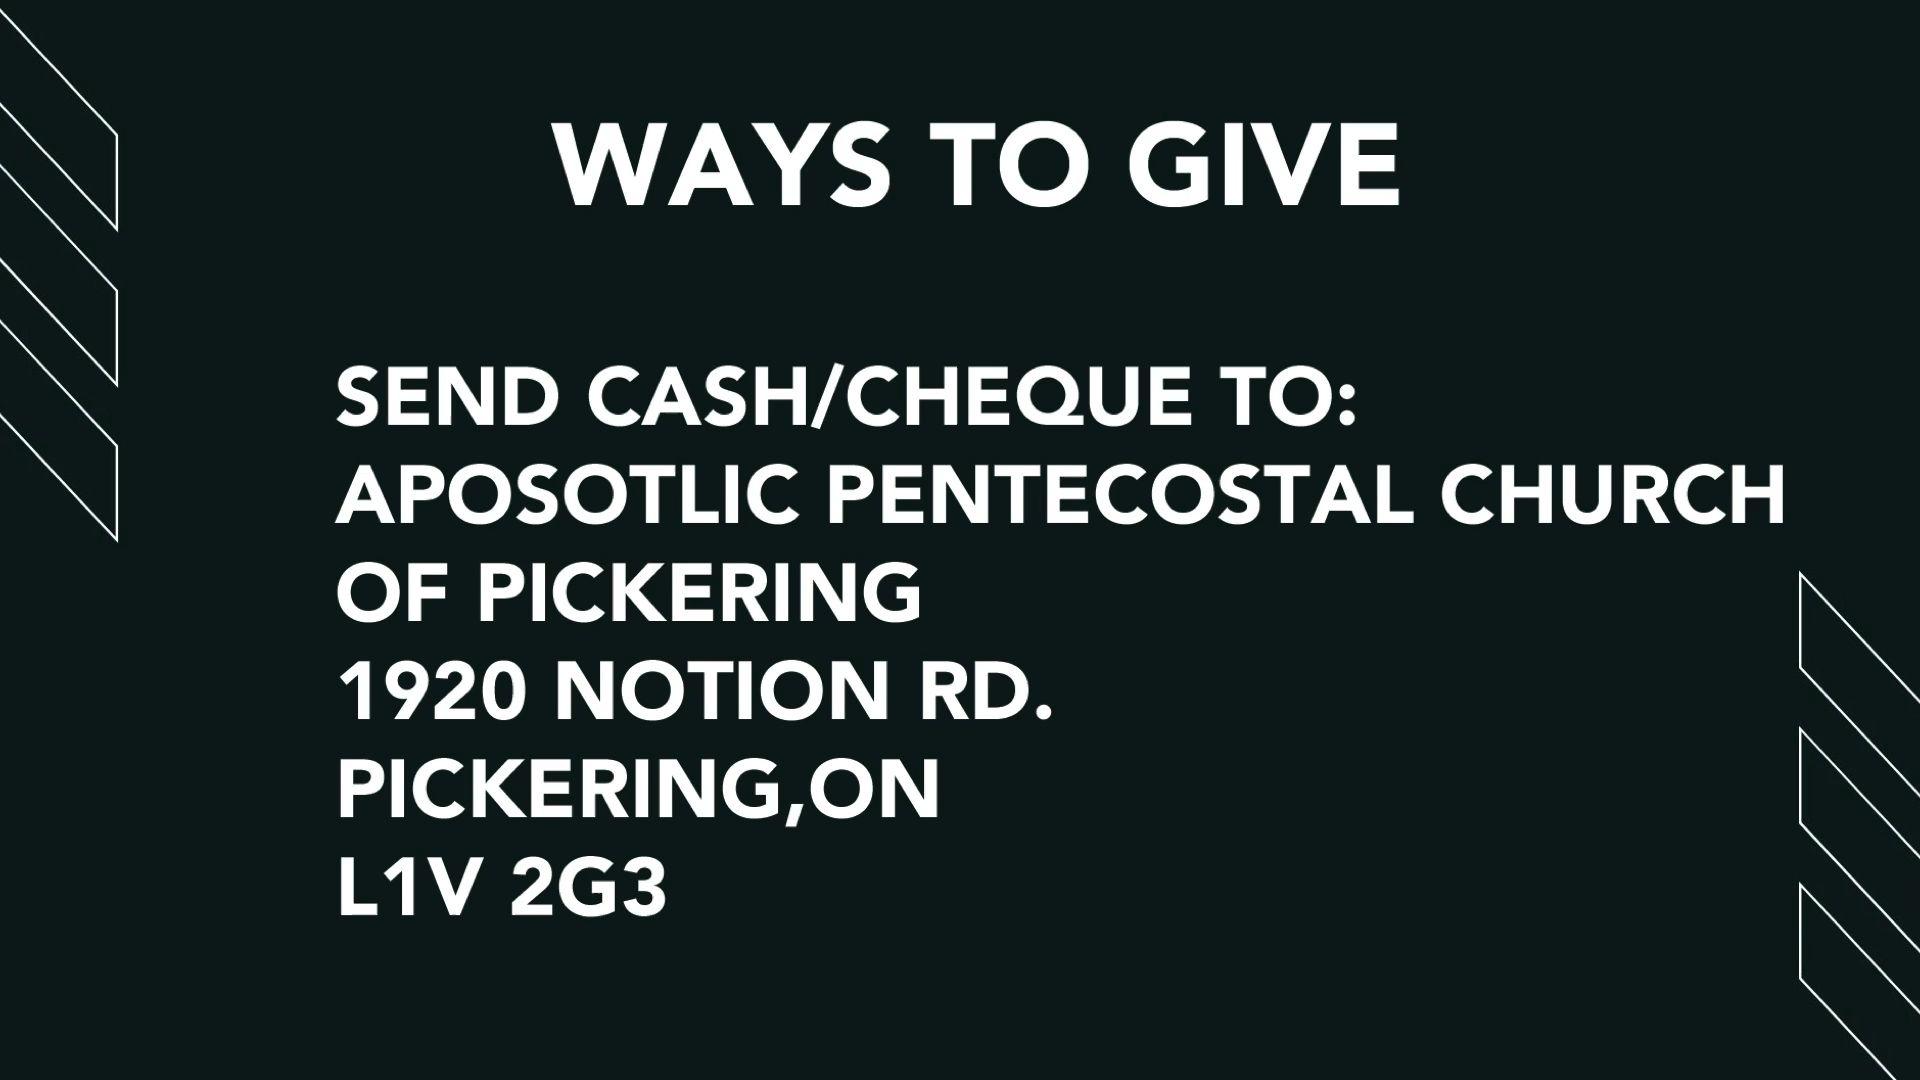 WAYS TO GIVE
SEND CASH/CHEQUE TO:
APOSOTLIC PENTECOSTAL CHURCH
OF PICKERING
1920 NOTION RD.
PICKERING,ON
L1V 2G3